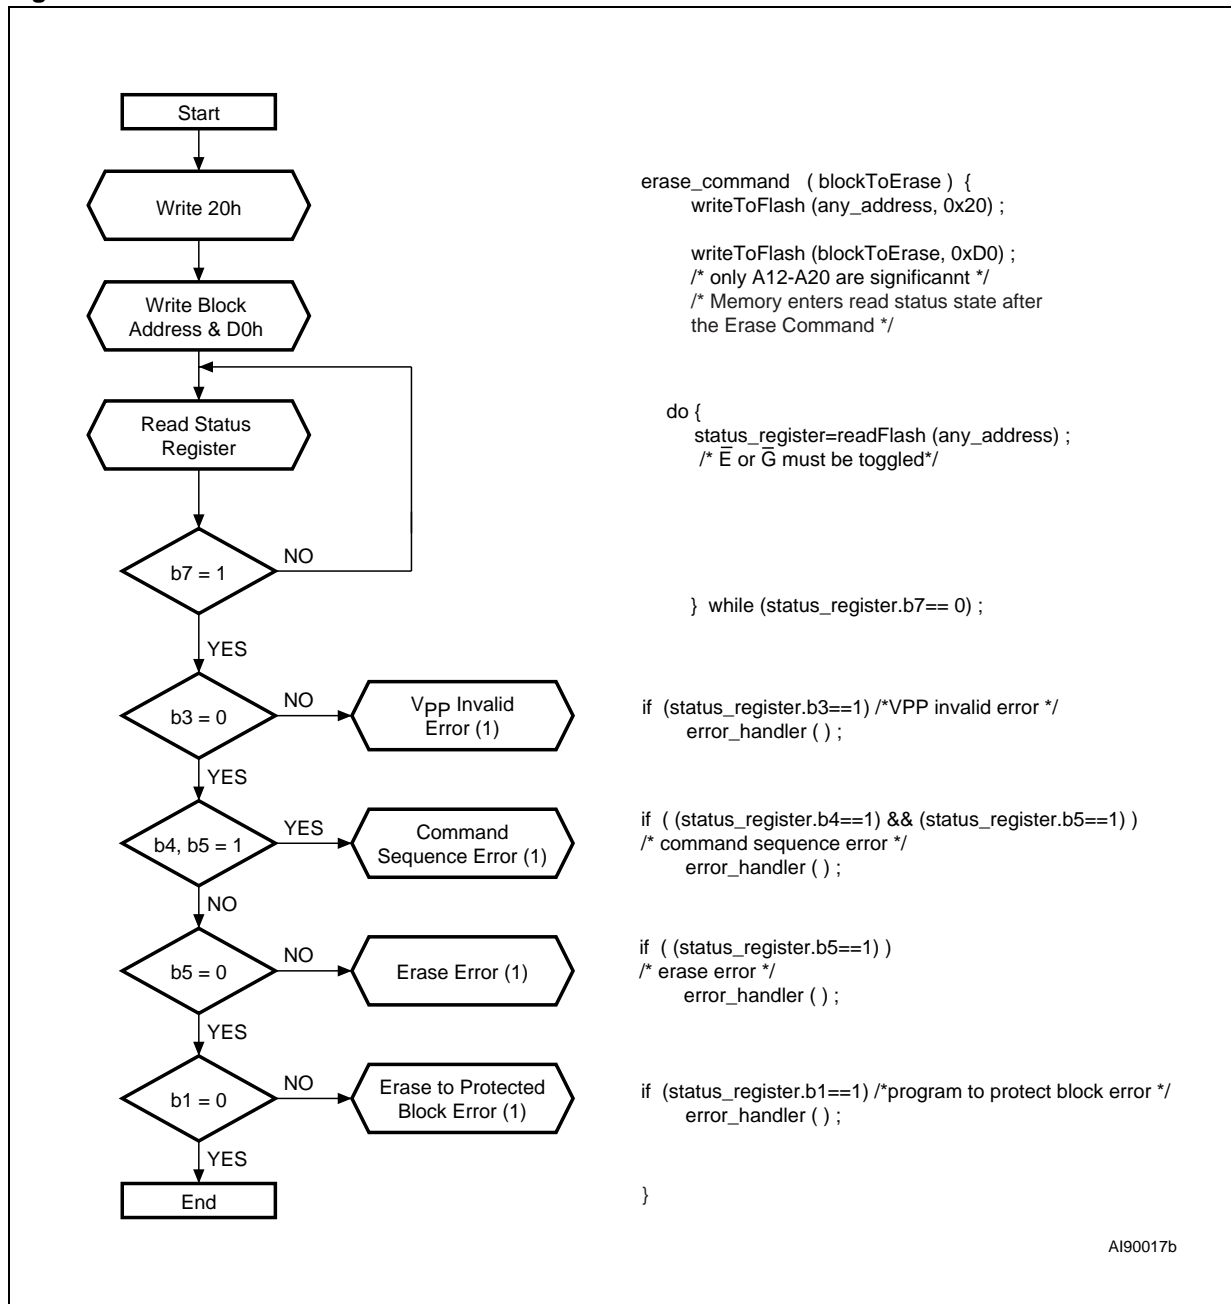 Start
Write 20h
Write Block
Address & D0h
Read Status
Register
b7 = 1
NO
YES
b3 = 0
NO
VPP Invalid
Error (1)
YES
b4, b5 = 1
YES
Command
Sequence Error (1)
NO
b5 = 0
NO
Erase Error (1)
YES
b1 = 0
NO
Erase to Protected
Block Error (1)
YES
End
erase_command ( blockToErase ) {
writeToFlash (any_address, 0x20) ;
writeToFlash (blockToErase, 0xD0) ;
/* only A12-A20 are significannt */
/* Memory enters read status state after
the Erase Command */
do {
status_register=readFlash (any_address) ;
/* E̅ or G̅ must be toggled*/
} while (status_register.b7== 0) ;
if (status_register.b3==1) /*VPP invalid error */
error_handler ( ) ;
if ( (status_register.b4==1) && (status_register.b5==1) )
/* command sequence error */
error_handler ( ) ;
if ( (status_register.b5==1) )
/* erase error */
error_handler ( ) ;
if (status_register.b1==1) /*program to protect block error */
error_handler ( ) ;
}
AI90017b